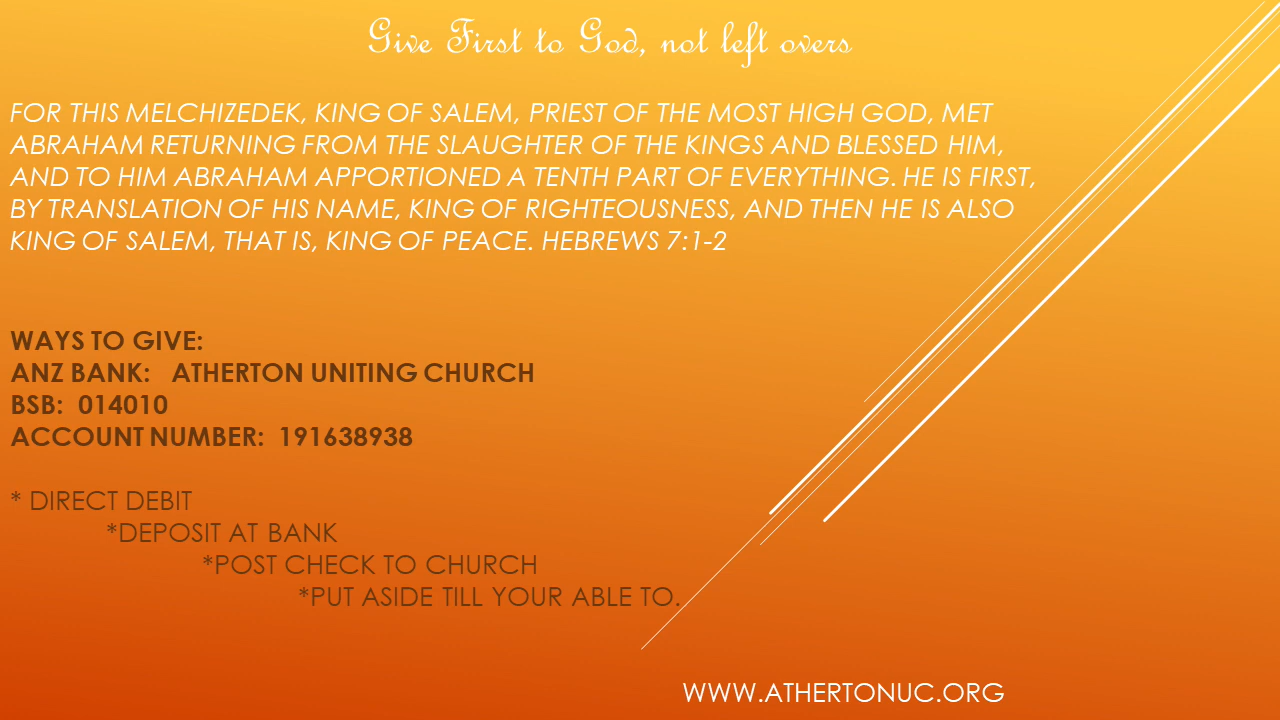 Give First to God, not left overs
FOR THIS MELCHIZEDEK, KING OF SALEM, PRIEST OF THE MOST HIGH GOD, MET
ABRAHAM RETURNING FROM THE SLAUGHTER OF THE KINGS AND BLESSED HIM,
AND TO HIM ABRAHAM APPORTIONED A TENTH PART OF EVERYTHING. HE IS FIRST,
BY TRANSLATION OF HIS NAME, KING OF RIGHTEOUSNESS, AND THEN HE IS ALSO
KING OF SALEM, THAT IS, KING OF PEACE. HEBREWS 7:1-2
WAYS TO GIVE:
ANZ BANK: ATHERTON UNITING CHURCH
BSB: 014010
ACCOUNT NUMBER: 191638938
* DIRECT DEBIT
*DEPOSIT AT BANK
*POST CHECK TO CHURCH
*PUT ASIDE TILL YOUR ABLE TO.
WWW.ATHERTONUC.ORG